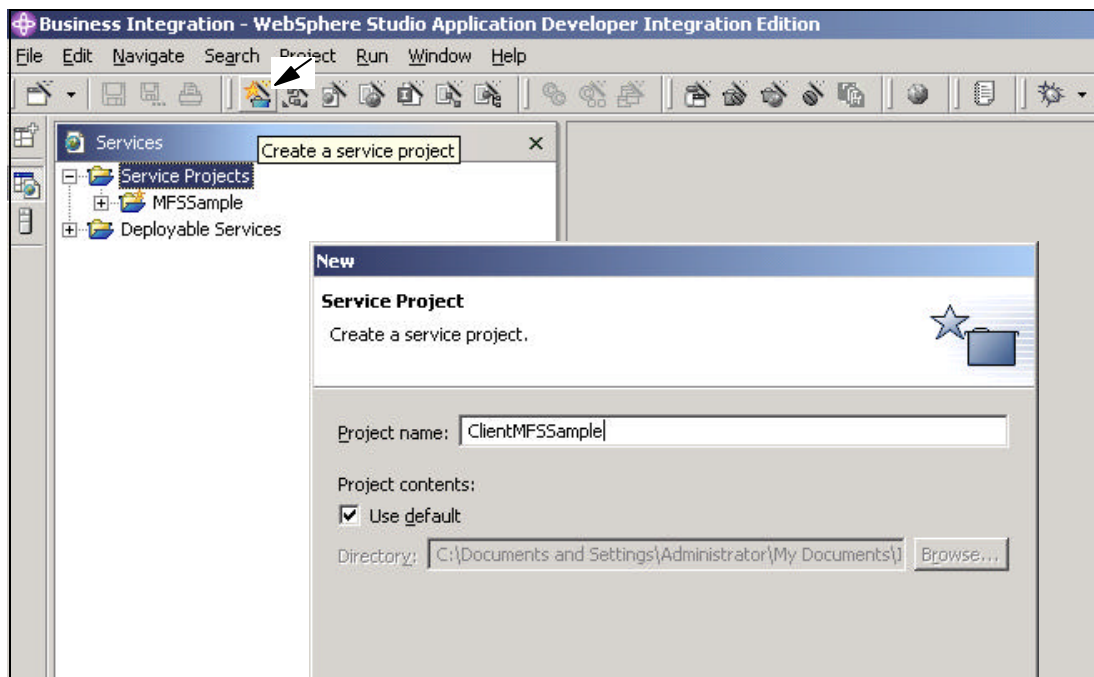 Business Integration - WebSphere Studio Application Developer Integration Edition
File Edit Navigate Search Project Run Window Help
Services
Create a service project
Service Projects
MFSSample
Deployable Services
New
Service Project
Create a service project.
Project name: ClientMFSSample
Project contents:
Use default
Directory: C:\Documents and Settings\Administrator\My Documents\I Browse...